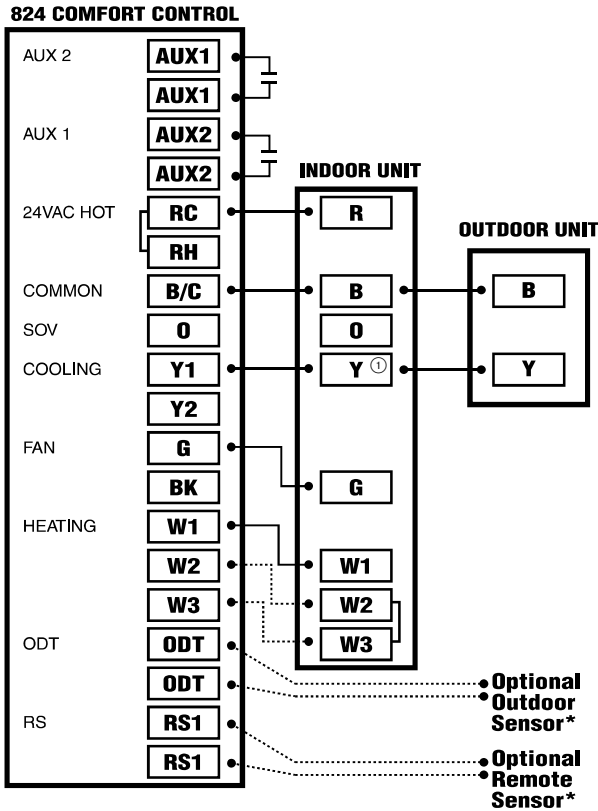 824 COMFORT CONTROL
AUX 2 AUX1
AUX1
AUX 1 AUX2
AUX2
INDOOR UNIT
24VAC HOT RC R
OUTDOOR UNIT
RH
COMMON B/C B B
SOV O O
COOLING Y1 Y ① Y
Y2
FAN G G
BK
HEATING W1 W1
W2 W2
W3 W3
ODT ODT
Optional
ODT Outdoor
Sensor*
RS RS1
Optional
RS1 Remote
Sensor*